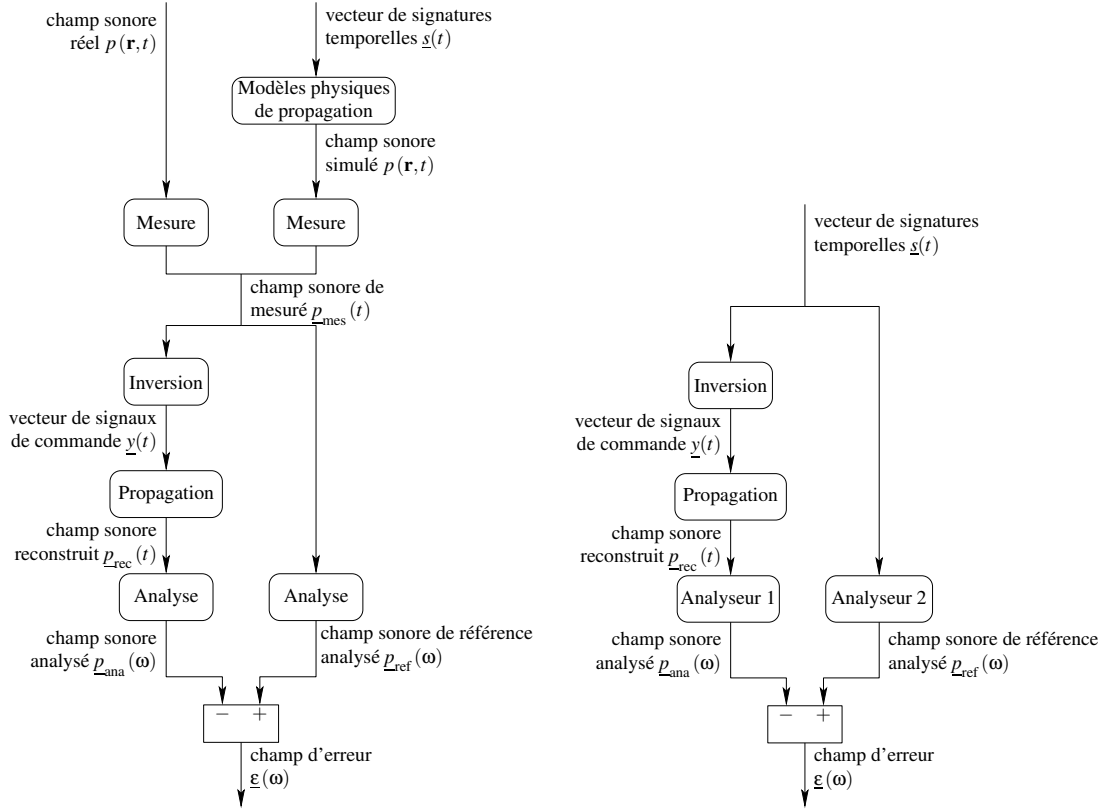 champ sonore
réel p(r,t)
vecteur de signatures
temporelles s(t)
Modèles physiques
de propagation
champ sonore
simulé p(r,t)
Mesure
Mesure
champ sonore de
mesuré p_mes(t)
Inversion
vecteur de signaux
de commande y(t)
Propagation
champ sonore
reconstruit p_rec(t)
Analyse
Analyse
champ sonore
analysé p_ana(ω)
champ sonore de référence
analysé p_ref(ω)
− +
champ d'erreur
ε(ω)
vecteur de signatures
temporelles s(t)
Inversion
vecteur de signaux
de commande y(t)
Propagation
champ sonore
reconstruit p_rec(t)
Analyseur 1
Analyseur 2
champ sonore
analysé p_ana(ω)
champ sonore de référence
analysé p_ref(ω)
− +
champ d'erreur
ε(ω)